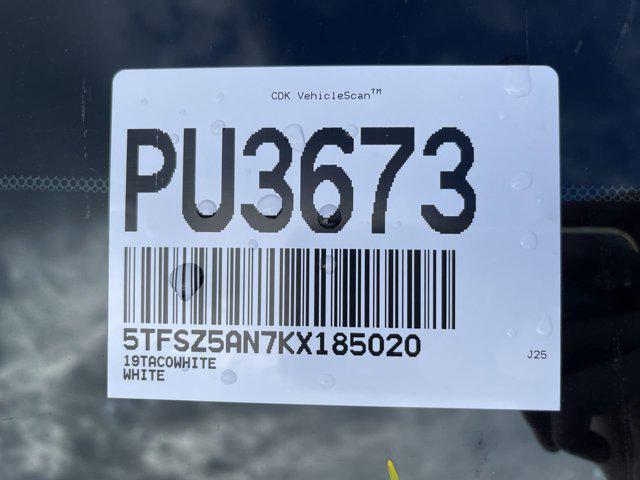 CDK VehicleScan™
PU3673
5TFSZ5AN7KX185020
19TACOWHITE
WHITE
J25